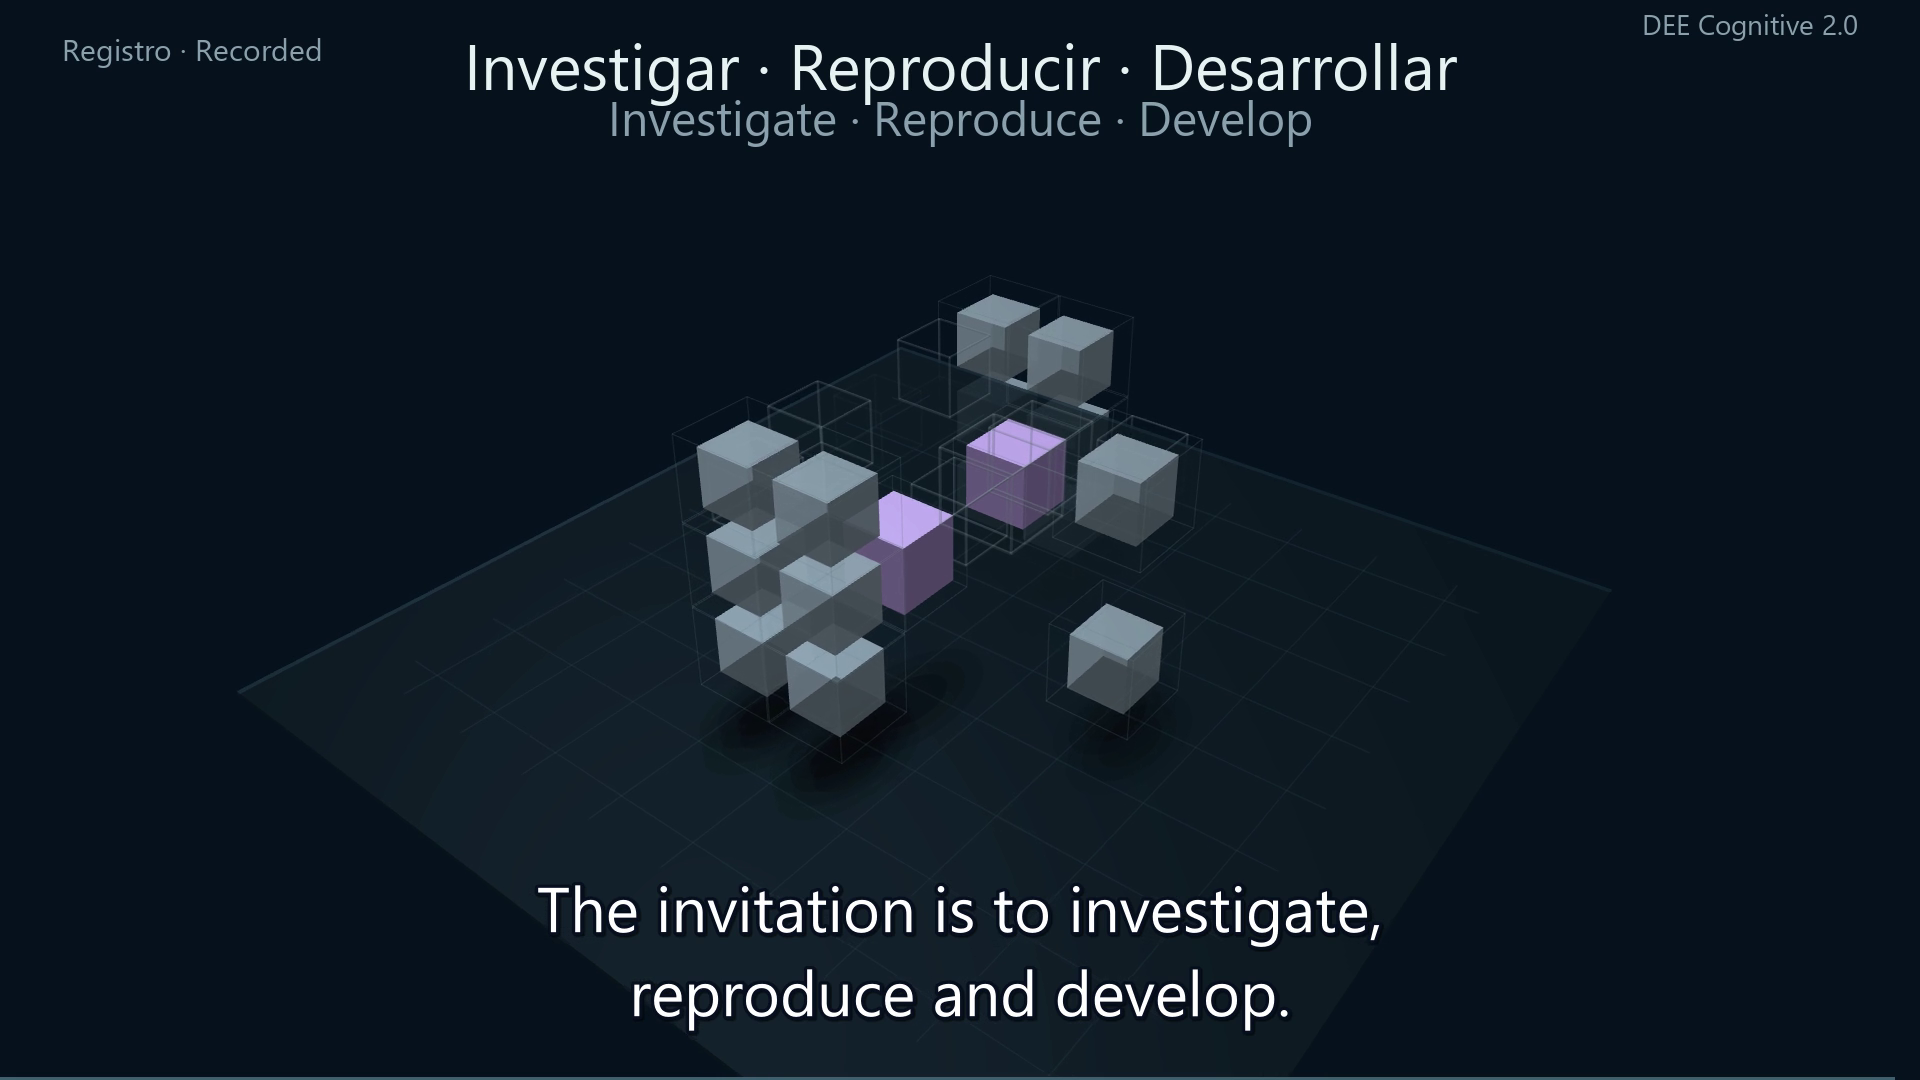 Registro · Recorded
DEE Cognitive 2.0
Investigar · Reproducir · Desarrollar
Investigate · Reproduce · Develop
The invitation is to investigate,
reproduce and develop.